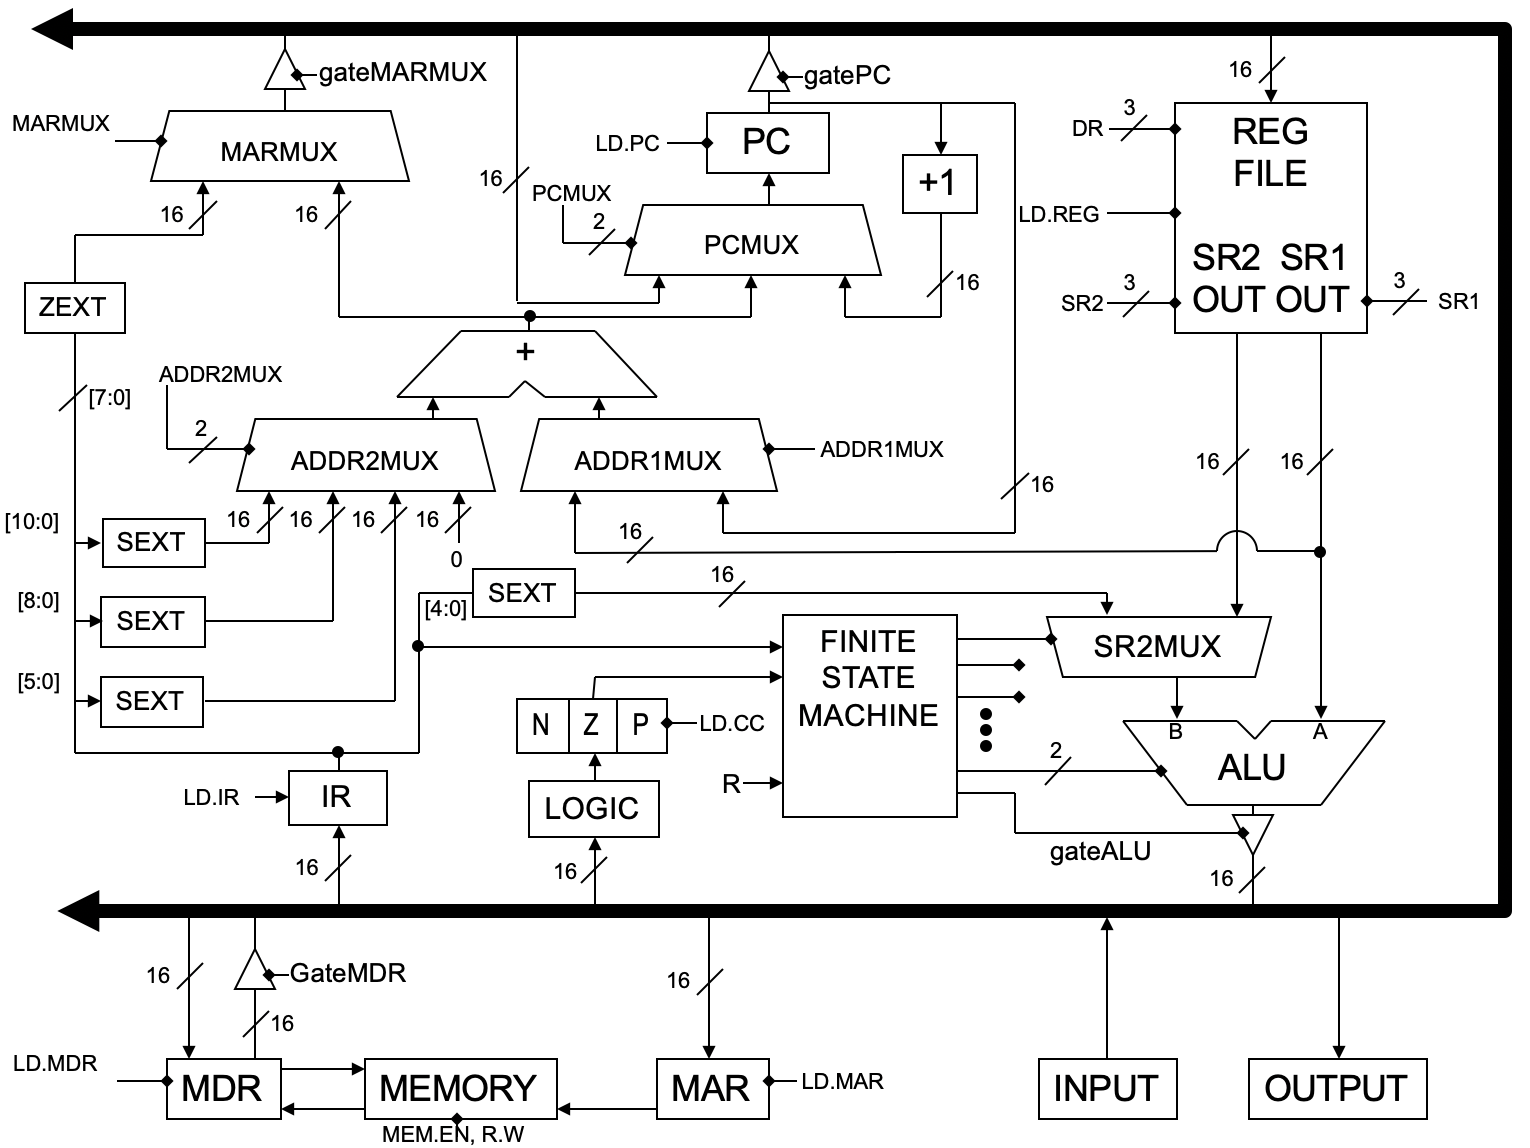 gateMARMUX
gatePC
16
MARMUX
MARMUX
LD.PC
PC
DR
3
REG
FILE
16
+1
16
16
PCMUX
2
PCMUX
LD.REG
SR2 SR1
OUT OUT
ZEXT
16
SR2
3
3
SR1
+
ADDR2MUX
[7:0]
2
ADDR2MUX
ADDR1MUX
ADDR1MUX
16
16
16
[10:0]
SEXT
16
16
16
16
0
16
[8:0]
SEXT
[4:0]
SEXT
16
[5:0]
SEXT
FINITE
STATE
MACHINE
SR2MUX
N
Z
P
LD.CC
B
A
ALU
2
R
LD.IR
IR
LOGIC
gateALU
16
16
16
16
GateMDR
16
16
LD.MDR
MDR
MEMORY
MAR
LD.MAR
INPUT
OUTPUT
MEM.EN, R.W